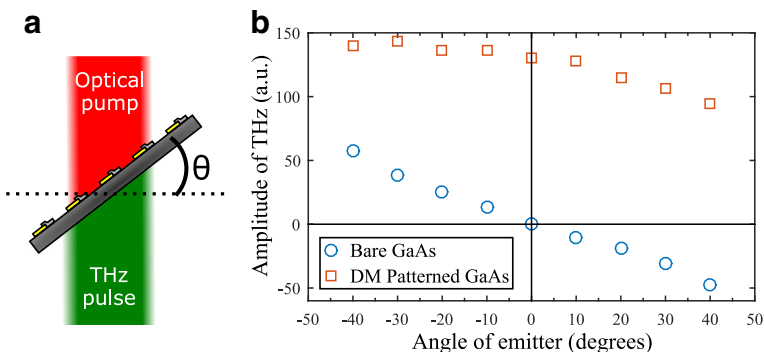 a
Optical
pump
θ
THz
pulse
b
Amplitude of THz (a.u.)
150
100
50
0
-50
Bare GaAs
DM Patterned GaAs
-50 -40 -30 -20 -10 0 10 20 30 40 50
Angle of emitter (degrees)